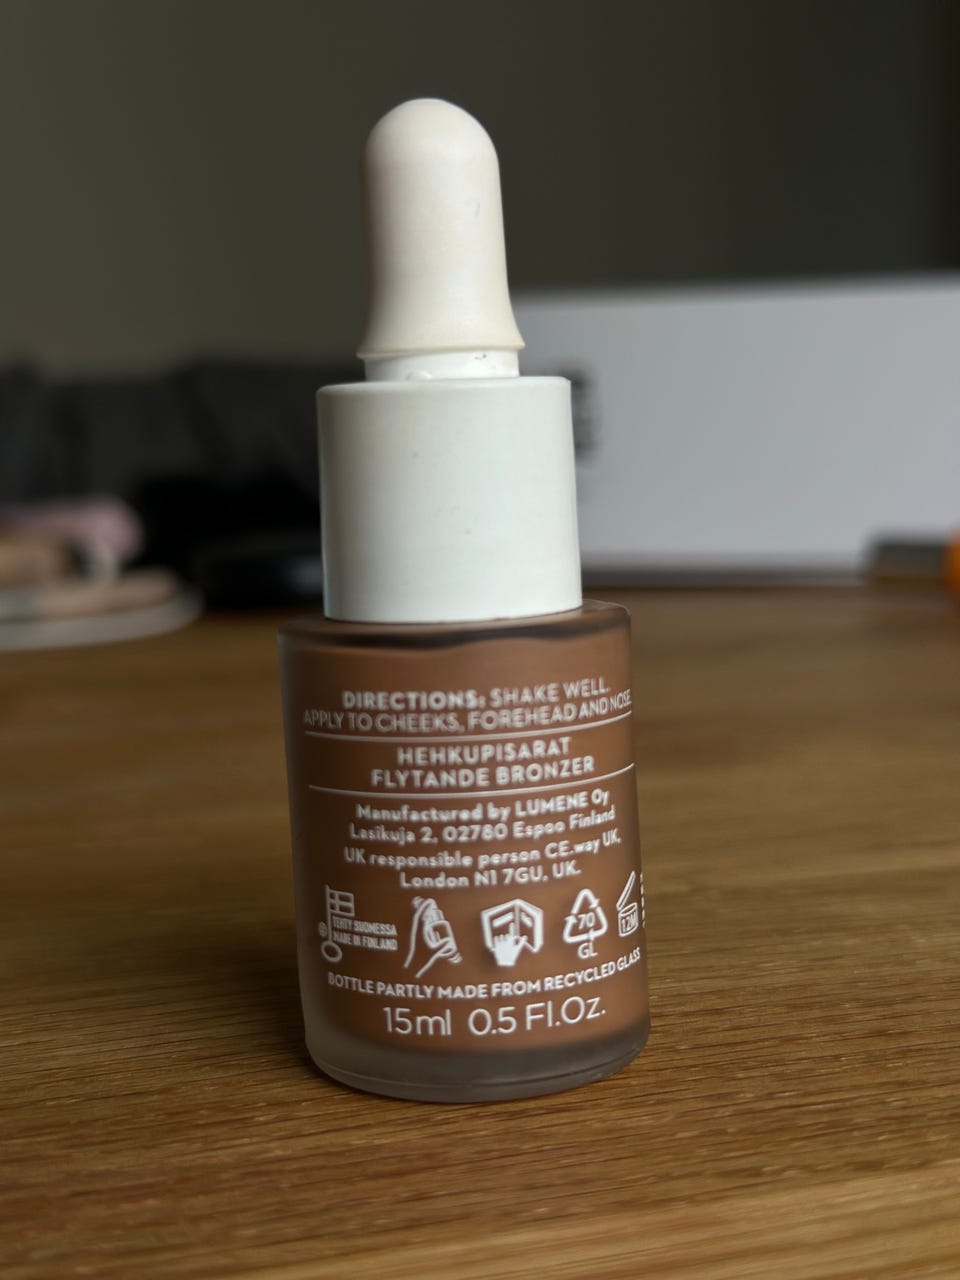 DIRECTIONS: SHAKE WELL.
APPLY TO CHEEKS, FOREHEAD AND NOSE.
HEHKUPISARAT
FLYTANDE BRONZER
Manufactured by LUMENE Oy
Lasikuja 2, 02780 Espoo Finland
UK responsible person CE.way UK,
London N1 7GU, UK.
TEHTY SUOMESSA
MADE IN FINLAND
70
GL
12M
BOTTLE PARTLY MADE FROM RECYCLED GLASS
15ml 0.5 Fl.Oz.